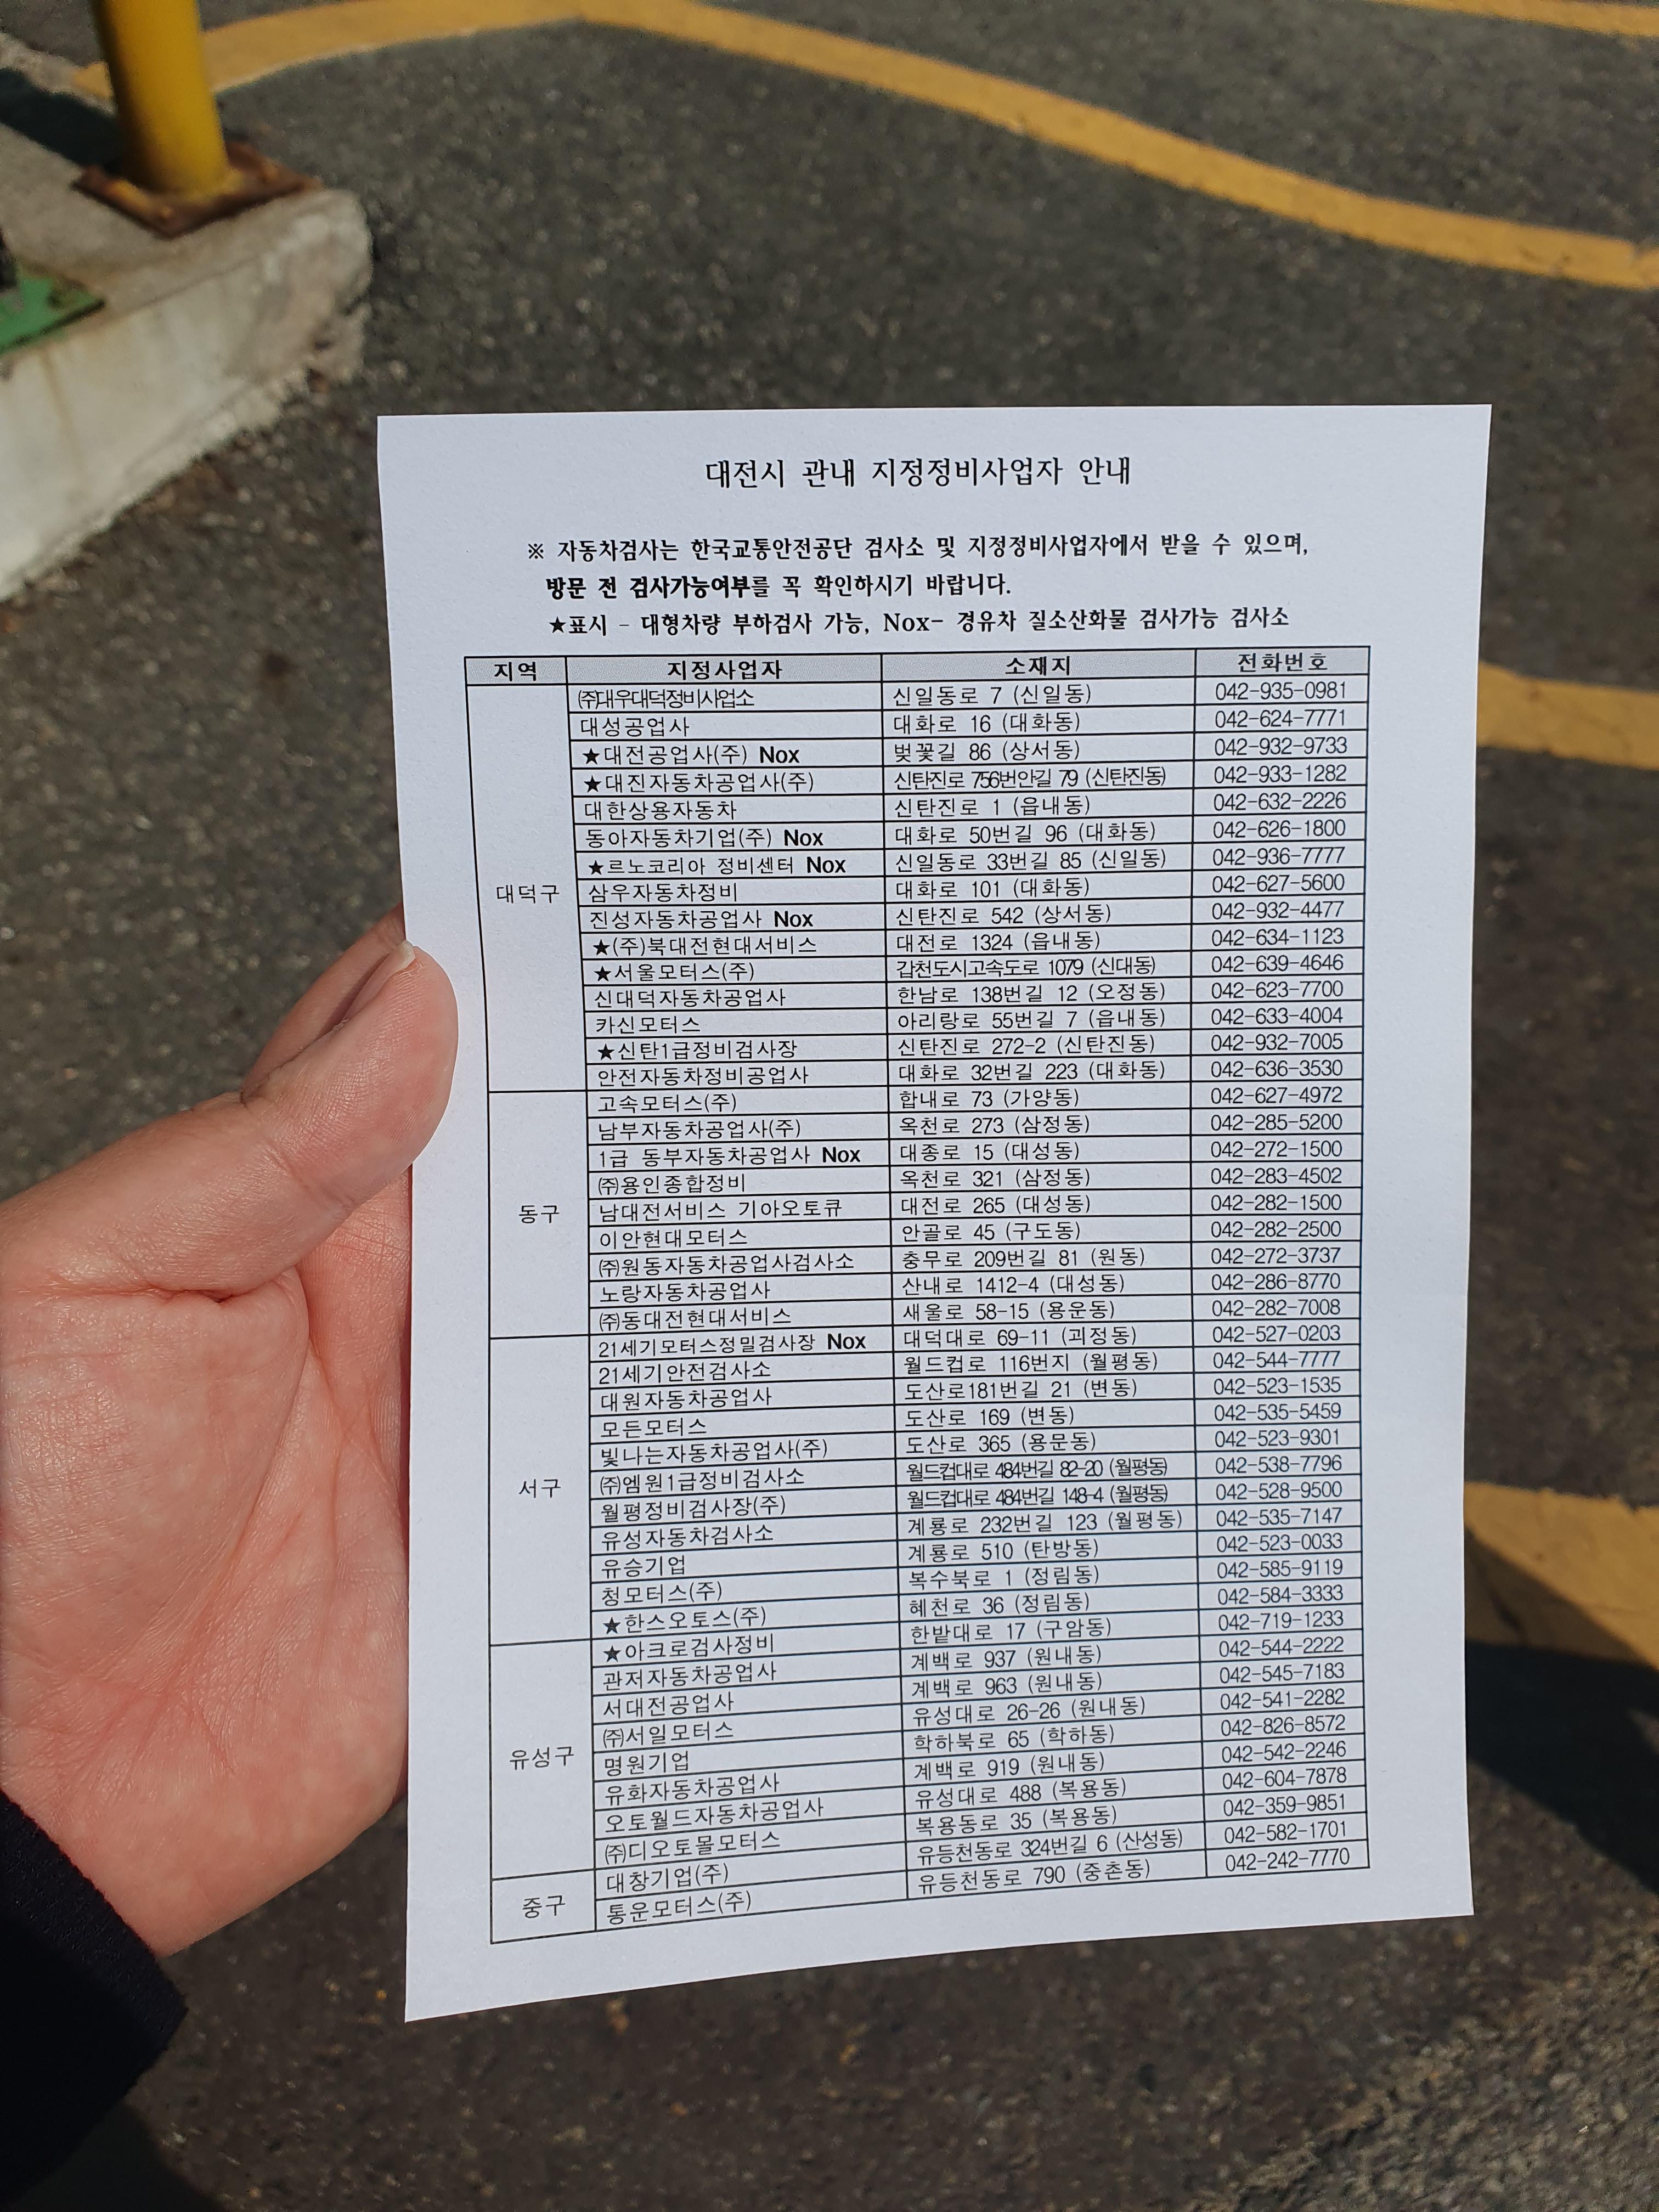 대전시 관내 지정정비사업자 안내
※ 자동차검사는 한국교통안전공단 검사소 및 지정정비사업자에서 받을 수 있으며,
방문 전 검사가능여부를 꼭 확인하시기 바랍니다.
★표시 - 대형차량 부하검사 가능, Nox- 경유차 질소산화물 검사가능 검사소
지역 지정사업자 소재지 전화번호
대덕구
㈜대우대덕정비사업소 신일동로 7 (신일동) 042-935-0981
대성공업사 대화로 16 (대화동) 042-624-7771
★대전공업사(주) Nox 벚꽃길 86 (상서동) 042-932-9733
★대진자동차공업사(주) 신탄진로 756번안길 79 (신탄진동) 042-933-1282
대한상용자동차 신탄진로 1 (읍내동) 042-632-2226
동아자동차기업(주) Nox 대화로 50번길 96 (대화동) 042-626-1800
★르노코리아 정비센터 Nox 신일동로 33번길 85 (신일동) 042-936-7777
삼우자동차정비 대화로 101 (대화동) 042-627-5600
진성자동차공업사 Nox 신탄진로 542 (상서동) 042-932-4477
★(주)북대전현대서비스 대전로 1324 (읍내동) 042-634-1123
★서울모터스(주) 갑천도시고속도로 1079 (신대동) 042-639-4646
신대덕자동차공업사 한남로 138번길 12 (오정동) 042-623-7700
카신모터스 아리랑로 55번길 7 (읍내동) 042-633-4004
★신탄1급정비검사장 신탄진로 272-2 (신탄진동) 042-932-7005
안전자동차정비공업사 대화로 32번길 223 (대화동) 042-636-3530
동구
고속모터스(주) 합내로 73 (가양동) 042-627-4972
남부자동차공업사(주) 옥천로 273 (삼정동) 042-285-5200
1급 동부자동차공업사 Nox 대종로 15 (대성동) 042-272-1500
㈜용인종합정비 옥천로 321 (삼정동) 042-283-4502
남대전서비스 기아오토큐 대전로 265 (대성동) 042-282-1500
이안현대모터스 안골로 45 (구도동) 042-282-2500
㈜원동자동차공업사검사소 충무로 209번길 81 (원동) 042-272-3737
노랑자동차공업사 산내로 1412-4 (대성동) 042-286-8770
㈜동대전현대서비스 새울로 58-15 (용운동) 042-282-7008
서구
21세기모터스정밀검사장 Nox 대덕대로 69-11 (괴정동) 042-527-0203
21세기안전검사소 월드컵로 116번지 (월평동) 042-544-7777
대원자동차공업사 도산로181번길 21 (변동) 042-523-1535
모든모터스 도산로 169 (변동) 042-535-5459
빛나는자동차공업사(주) 도산로 365 (용문동) 042-523-9301
㈜엠원1급정비검사소 월드컵대로 484번길 82-20 (월평동) 042-538-7796
월평정비검사장(주) 월드컵대로 484번길 148-4 (월평동) 042-528-9500
유성자동차검사소 계룡로 232번길 123 (월평동) 042-535-7147
유승기업 계룡로 510 (탄방동) 042-523-0033
청모터스(주) 복수북로 1 (정림동) 042-585-9119
★한스오토스(주) 혜천로 36 (정림동) 042-584-3333
유성구
★아크로검사정비 한밭대로 17 (구암동) 042-719-1233
관저자동차공업사 계백로 937 (원내동) 042-544-2222
서대전공업사 계백로 963 (원내동) 042-545-7183
㈜서일모터스 유성대로 26-26 (원내동) 042-541-2282
명원기업 학하북로 65 (학하동) 042-826-8572
유화자동차공업사 계백로 919 (원내동) 042-542-2246
오토월드자동차공업사 유성대로 488 (복용동) 042-604-7878
㈜디오토몰모터스 복용동로 35 (복용동) 042-359-9851
중구
대창기업(주) 유등천동로 324번길 6 (산성동) 042-582-1701
통운모터스(주) 유등천동로 790 (중촌동) 042-242-7770